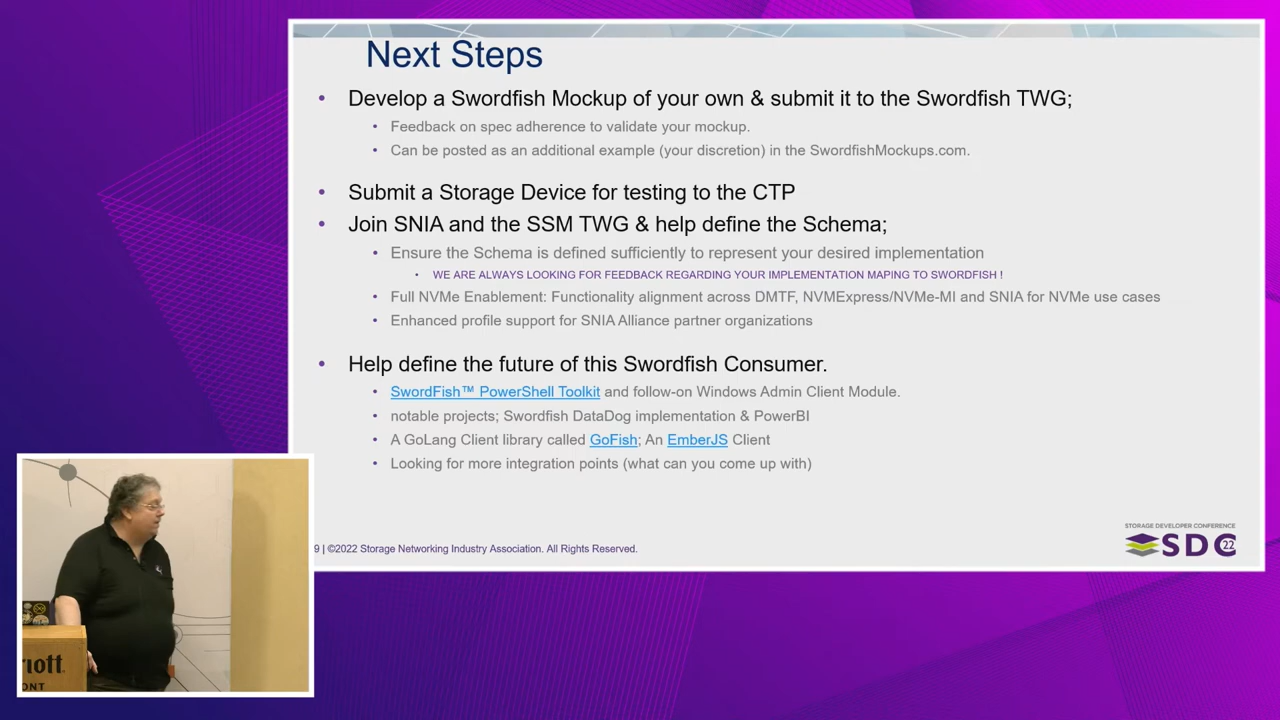 Next Steps
• Develop a Swordfish Mockup of your own & submit it to the Swordfish TWG;
• Feedback on spec adherence to validate your mockup.
• Can be posted as an additional example (your discretion) in the SwordfishMockups.com.
• Submit a Storage Device for testing to the CTP
• Join SNIA and the SSM TWG & help define the Schema;
• Ensure the Schema is defined sufficiently to represent your desired implementation
• WE ARE ALWAYS LOOKING FOR FEEDBACK REGARDING YOUR IMPLEMENTATION MAPING TO SWORDFISH !
• Full NVMe Enablement: Functionality alignment across DMTF, NVMExpress/NVMe-MI and SNIA for NVMe use cases
• Enhanced profile support for SNIA Alliance partner organizations
• Help define the future of this Swordfish Consumer.
• SwordFish™ PowerShell Toolkit and follow-on Windows Admin Client Module.
• notable projects; Swordfish DataDog implementation & PowerBI
• A GoLang Client library called GoFish; An EmberJS Client
• Looking for more integration points (what can you come up with)
9 | ©2022 Storage Networking Industry Association. All Rights Reserved.
STORAGE DEVELOPER CONFERENCE
SDC 22
riott
ONT